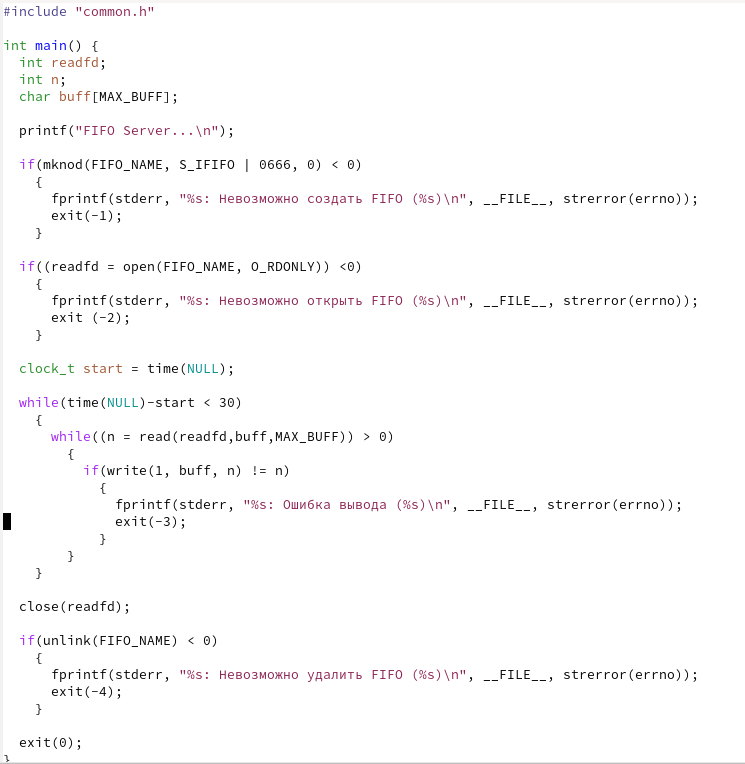 #include "common.h"
int main() {
int readfd;
int n;
char buff[MAX_BUFF];
printf("FIFO Server...\n");
if(mknod(FIFO_NAME, S_IFIFO | 0666, 0) < 0)
{
fprintf(stderr, "%s: Невозможно создать FIFO (%s)\n", __FILE__, strerror(errno));
exit(-1);
}
if((readfd = open(FIFO_NAME, O_RDONLY)) <0)
{
fprintf(stderr, "%s: Невозможно открыть FIFO (%s)\n", __FILE__, strerror(errno));
exit (-2);
}
clock_t start = time(NULL);
while(time(NULL)-start < 30)
{
while((n = read(readfd,buff,MAX_BUFF)) > 0)
{
if(write(1, buff, n) != n)
{
fprintf(stderr, "%s: Ошибка вывода (%s)\n", __FILE__, strerror(errno));
exit(-3);
}
}
}
close(readfd);
if(unlink(FIFO_NAME) < 0)
{
fprintf(stderr, "%s: Невозможно удалить FIFO (%s)\n", __FILE__, strerror(errno));
exit(-4);
}
exit(0);
}